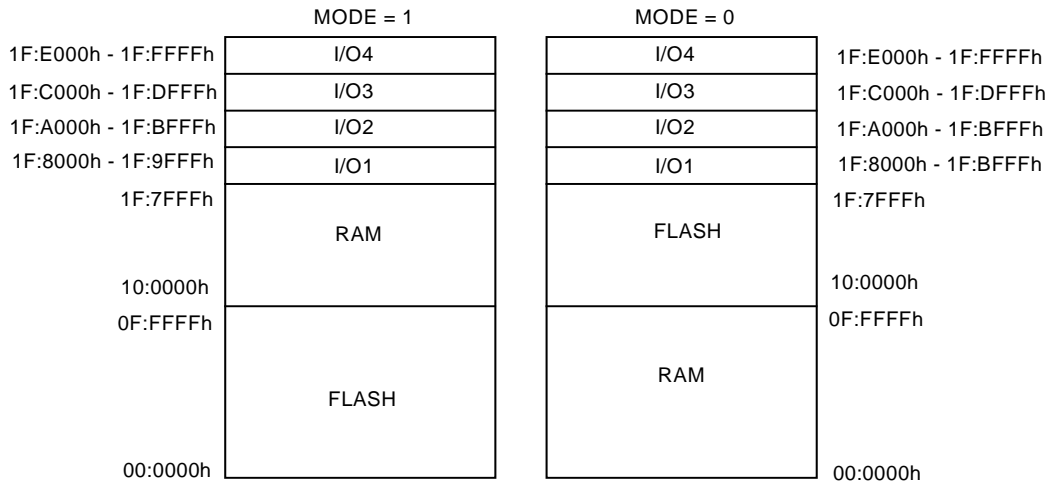 MODE = 1 MODE = 0
1F:E000h - 1F:FFFFh I/O4 I/O4 1F:E000h - 1F:FFFFh
1F:C000h - 1F:DFFFh I/O3 I/O3 1F:C000h - 1F:DFFFh
1F:A000h - 1F:BFFFh I/O2 I/O2 1F:A000h - 1F:BFFFh
1F:8000h - 1F:9FFFh I/O1 I/O1 1F:8000h - 1F:BFFFh
1F:7FFFh 1F:7FFFh
RAM FLASH
10:0000h 10:0000h
0F:FFFFh 0F:FFFFh
FLASH RAM
00:0000h 00:0000h